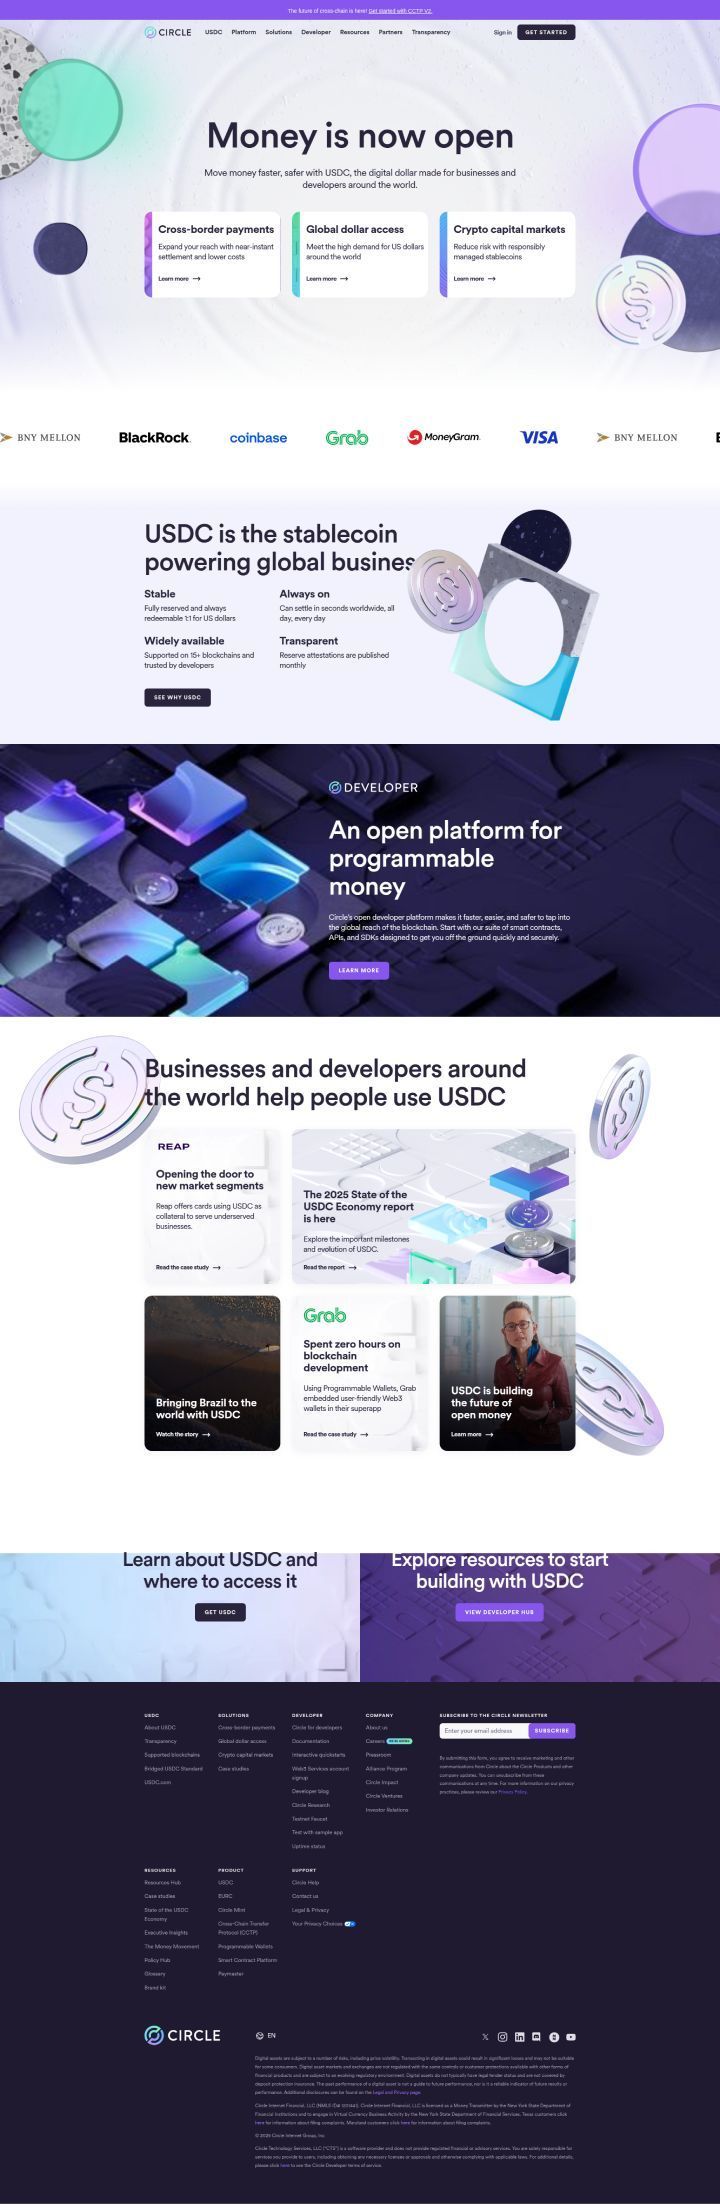 The future of cross-chain is here! Get started with CCTP V2.
CIRCLE
USDC Platform Solutions Developer Resources Partners Transparency
Sign in GET STARTED
Money is now open
Move money faster, safer with USDC, the digital dollar made for businesses and
developers around the world.
Cross-border payments
Expand your reach with near-instant
settlement and lower costs
Learn more →
Global dollar access
Meet the high demand for US dollars
around the world
Learn more →
Crypto capital markets
Reduce risk with responsibly
managed stablecoins
Learn more →
BNY MELLON BlackRock coinbase Grab MoneyGram VISA BNY MELLON
USDC is the stablecoin
powering global busines
Stable
Fully reserved and always
redeemable 1:1 for US dollars
Always on
Can settle in seconds worldwide, all
day, every day
Widely available
Supported on 15+ blockchains and
trusted by developers
Transparent
Reserve attestations are published
monthly
SEE WHY USDC
DEVELOPER
An open platform for
programmable
money
Circle's open developer platform makes it faster, easier, and safer to tap into
the global reach of the blockchain. Start with our suite of smart contracts,
APIs, and SDKs designed to get you off the ground quickly and securely.
LEARN MORE
Businesses and developers around
the world help people use USDC
REAP
Opening the door to
new market segments
Reap offers cards using USDC as
collateral to serve underserved
businesses.
Read the case study →
The 2025 State of the
USDC Economy report
is here
Explore the important milestones
and evolution of USDC.
Read the report →
Bringing Brazil to the
world with USDC
Watch the story →
Grab
Spent zero hours on
blockchain
development
Using Programmable Wallets, Grab
embedded user-friendly Web3
wallets in their superapp
Read the case study →
USDC is building
the future of
open money
Learn more →
Learn about USDC and
where to access it
GET USDC
Explore resources to start
building with USDC
VIEW DEVELOPER HUB
USDC
About USDC
Transparency
Supported blockchains
Bridged USDC Standard
USDC.com
SOLUTIONS
Cross-border payments
Global dollar access
Crypto capital markets
Case studies
DEVELOPER
Circle for developers
Documentation
Interactive quickstarts
Web3 Services account
signup
Developer blog
Circle Research
Testnet Faucet
Test with sample app
Uptime status
COMPANY
About us
Careers
Pressroom
Alliance Program
Circle Impact
Circle Ventures
Investor Relations
SUBSCRIBE TO THE CIRCLE NEWSLETTER
Enter your email address SUBSCRIBE
By submitting this form, you agree to receive marketing and other
communications from Circle about the Circle Products and other
company updates. You can unsubscribe from these
communications at any time. For more information on our privacy
practices, please review our Privacy Policy.
RESOURCES
Resources Hub
Case studies
State of the USDC
Economy
Executive Insights
The Money Movement
Policy Hub
Glossary
Brand kit
PRODUCT
USDC
EURC
Circle Mint
Cross-Chain Transfer
Protocol (CCTP)
Programmable Wallets
Smart Contract Platform
Paymaster
SUPPORT
Circle Help
Contact us
Legal & Privacy
Your Privacy Choices
CIRCLE
EN
Digital assets are subject to a number of risks, including price volatility. Transacting in digital assets could result in significant losses and may not be suitable
for some consumers. Digital asset markets and exchanges are not regulated with the same controls or customer protections available with other forms of
financial products and are subject to an evolving regulatory environment. Digital assets do not typically have legal tender status and are not covered by
deposit protection insurance. The past performance of a digital asset is not a guide to future performance, nor is it a reliable indicator of future results or
performance. Additional disclosures can be found on the Legal and Privacy page.
Circle Internet Financial, LLC (NMLS ID# 1201441). Circle Internet Financial, LLC is licensed as a Money Transmitter by the New York State Department of
Financial Institutions and to engage in Virtual Currency Business Activity by the New York State Department of Financial Services. Texas customers click
here for information about filing complaints. Maryland customers click here for information about filing complaints.
© 2025 Circle Internet Group, Inc.
Circle Technology Services, LLC ("CTS") is a software provider and does not provide regulated financial or advisory services. You are solely responsible for
services you provide to users, including obtaining any necessary licenses or approvals and otherwise complying with applicable laws. For additional details,
please click here to see the Circle Developer terms of service.